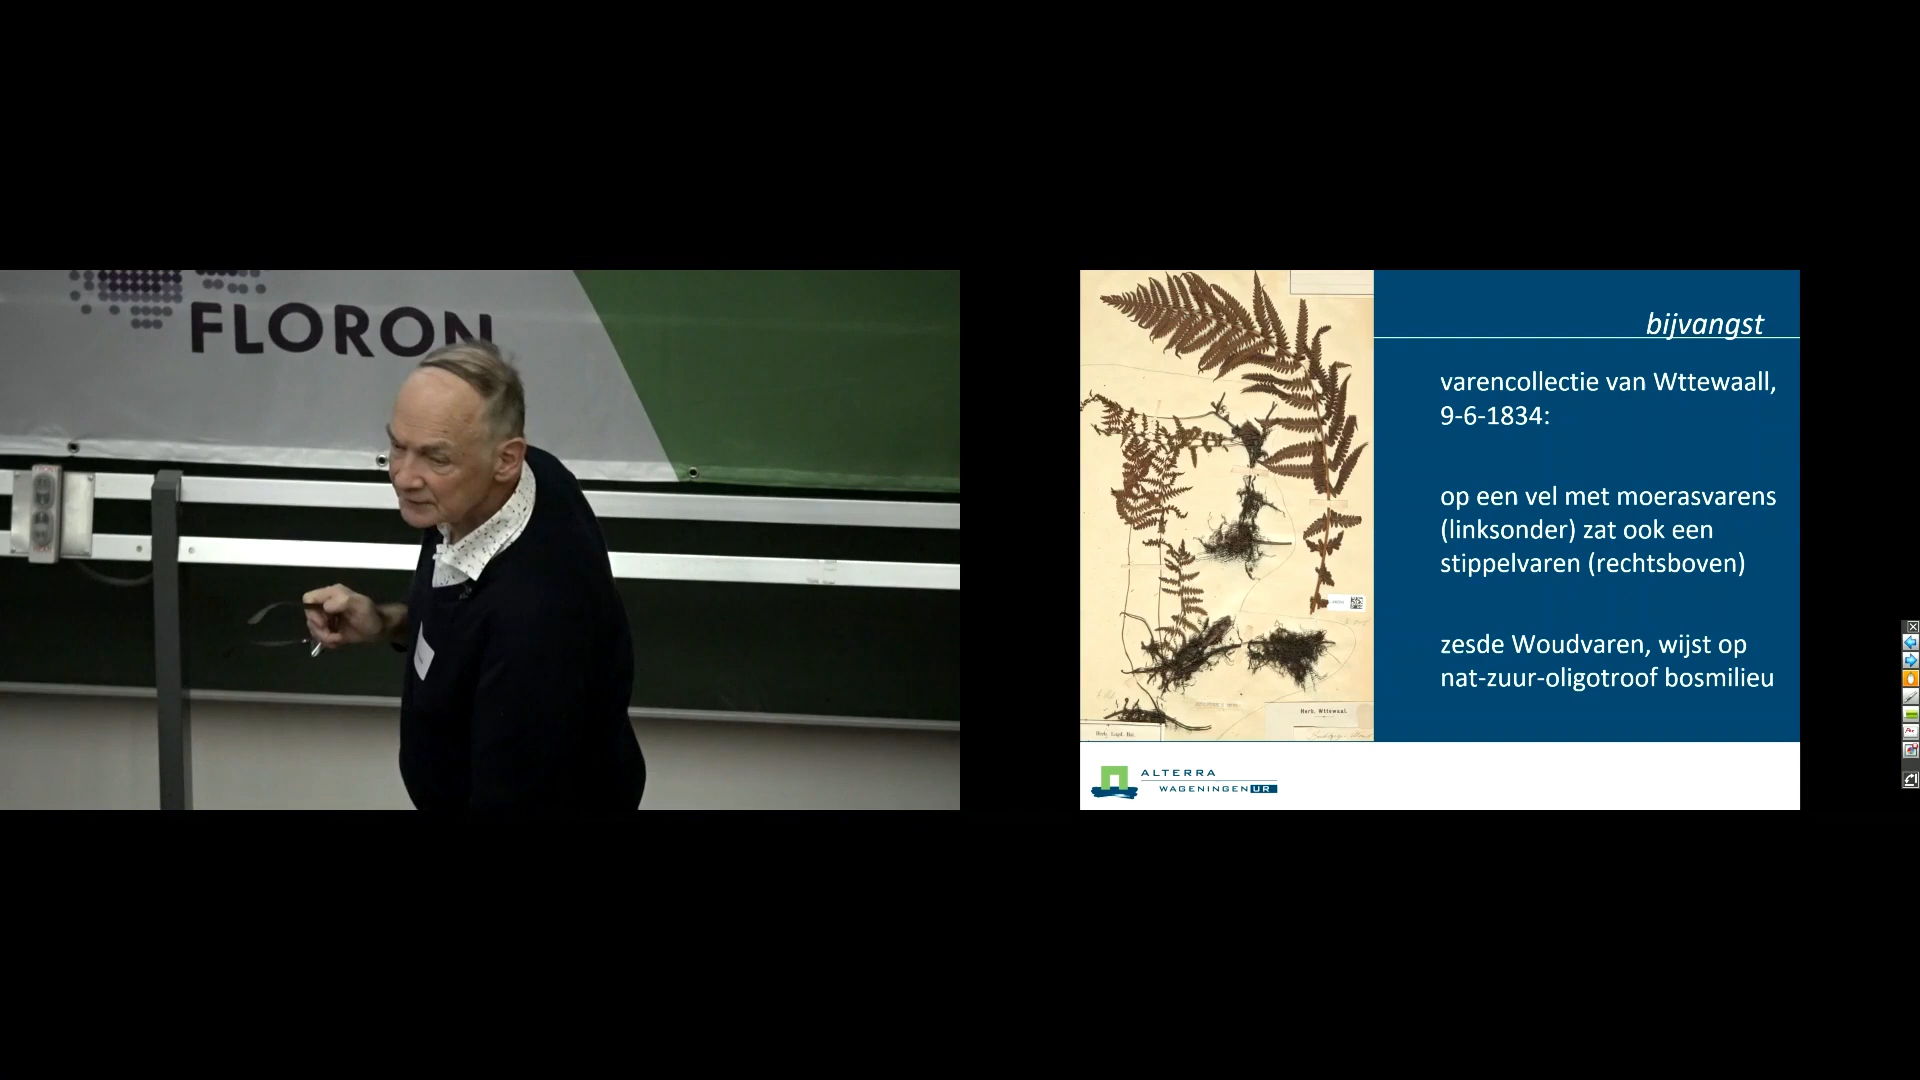 FLORON
bijvangst
varencollectie van Wttewaall,
9-6-1834:
op een vel met moerasvarens
(linksonder) zat ook een
stippelvaren (rechtsboven)
zesde Woudvaren, wijst op
nat-zuur-oligotroof bosmilieu
Herb. Wttewaal.
ALTERRA
WAGENINGEN UR